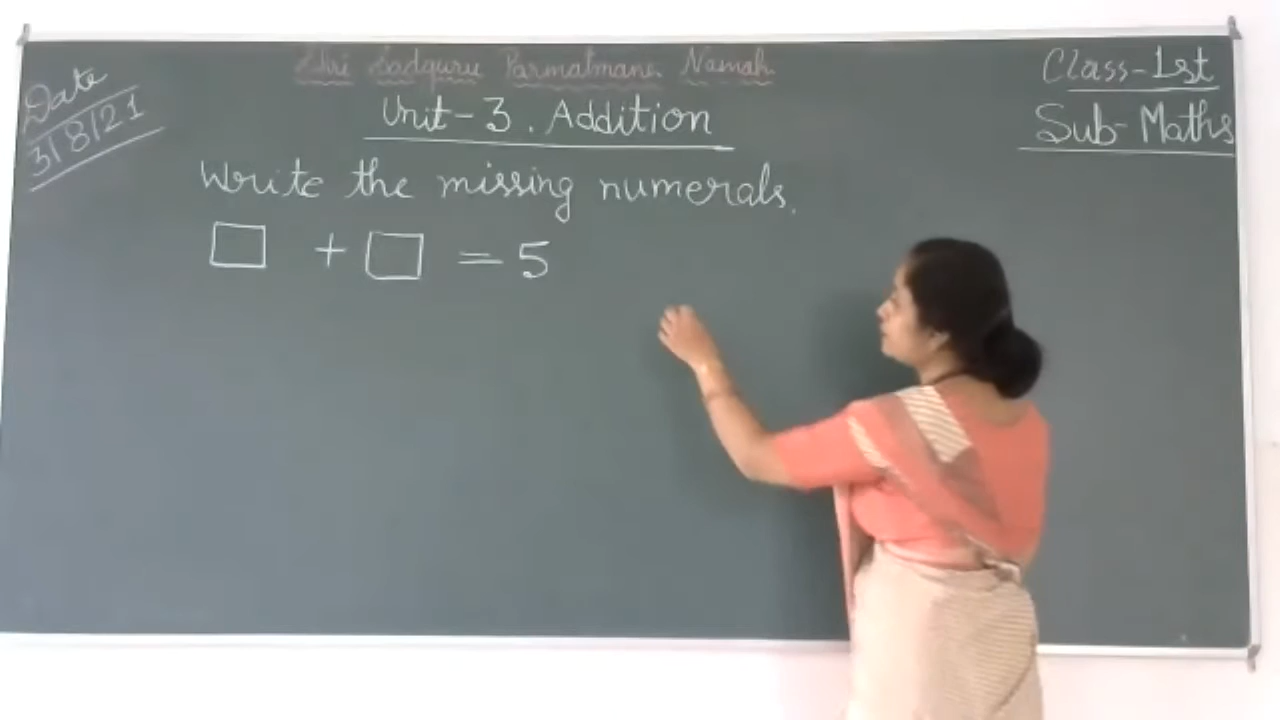 Shri Sadguru Parmatmane Namah
Date
3/8/21
Class-1st
Sub-Maths
Unit-3. Addition
Write the missing numerals.
□ + □ = 5